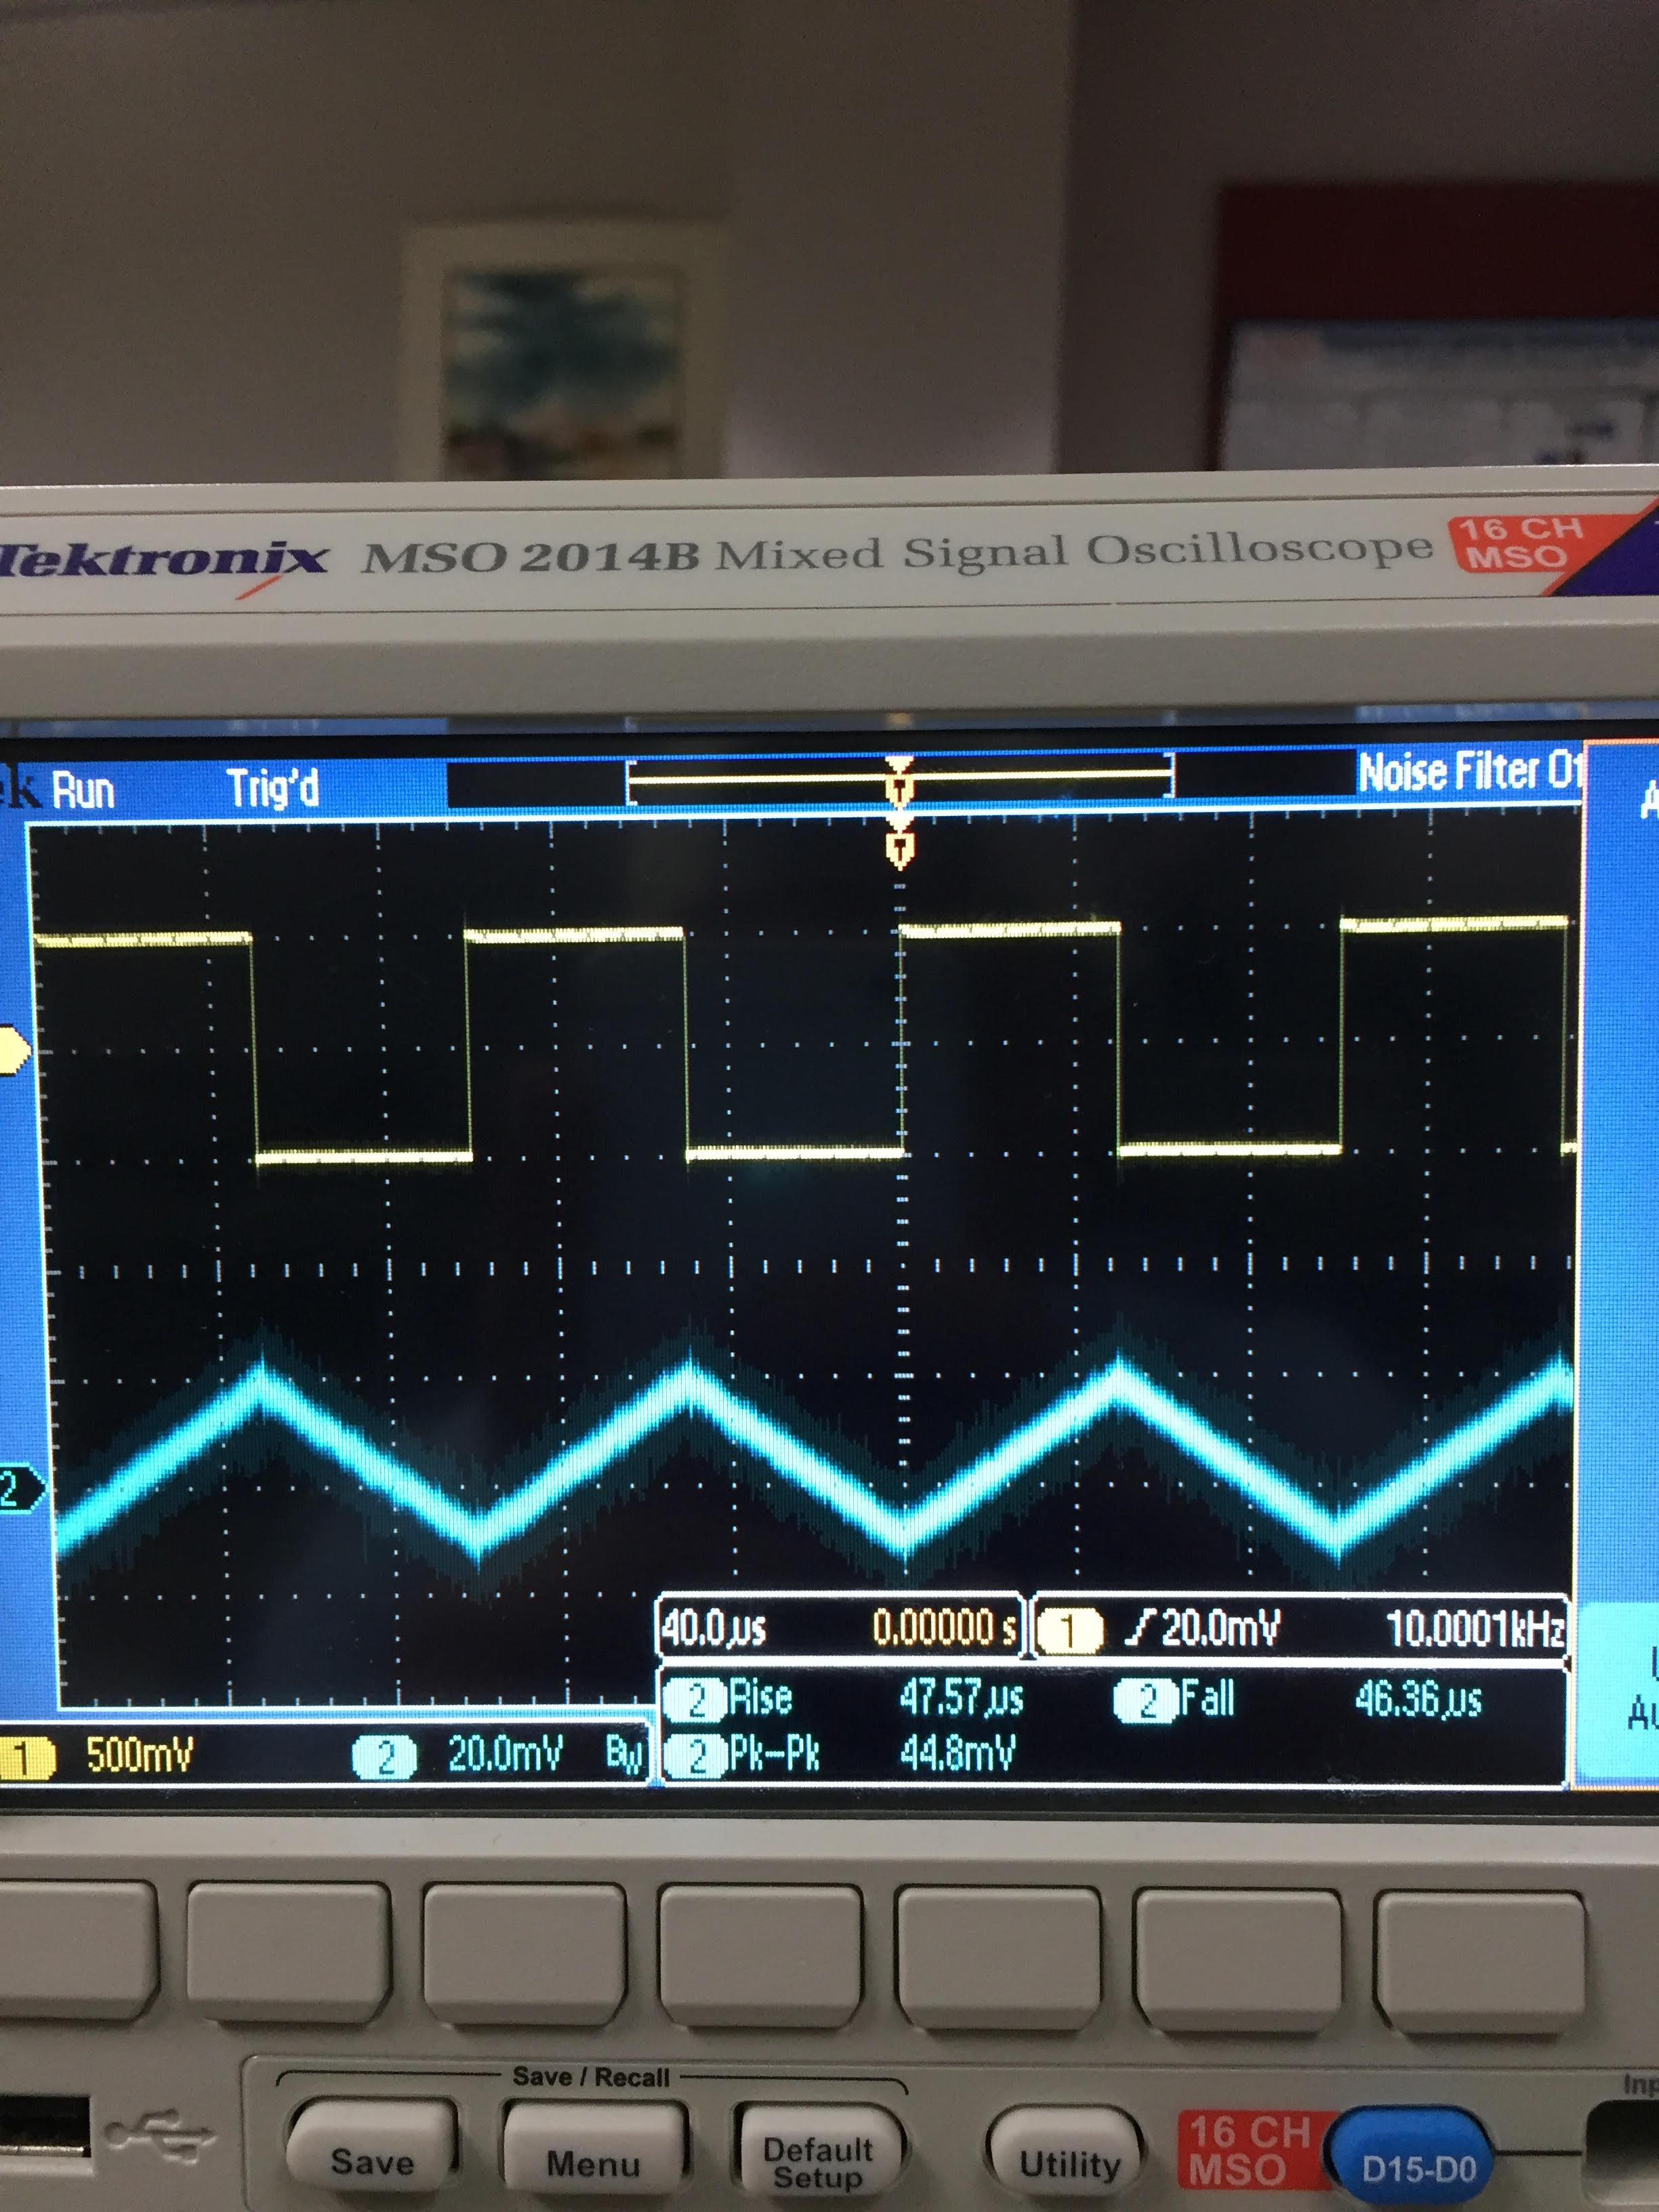 Tektronix MSO 2014B Mixed Signal Oscilloscope 16 CH MSO
Run Trig'd Noise Filter
T
T
2
40.0µs 0.00000 s 1 20.0mV 10.0001kHz
2 Rise 47.57µs 2 Fall 46.36µs
1 500mV 2 20.0mV BW 2 Pk-Pk 44.8mV
Save / Recall
Save Menu Default Setup Utility 16 CH MSO D15-D0